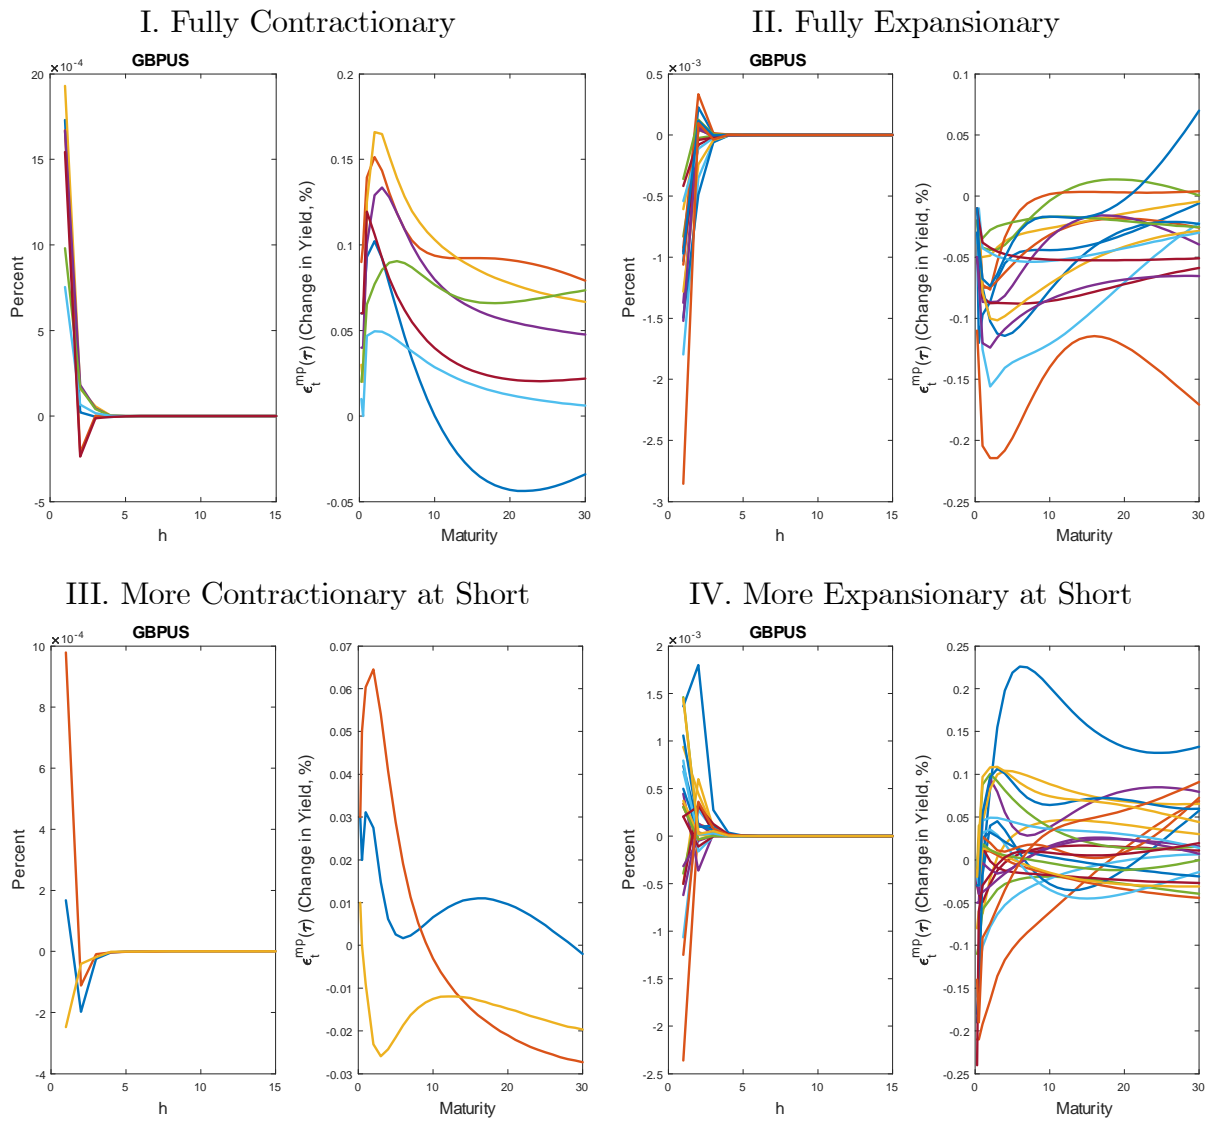 I. Fully Contractionary
GBPUS
×10⁻⁴
20
15
10
5
0
-5
0 5 10 15
h
Percent
0.2
0.15
0.1
0.05
0
-0.05
0 10 20 30
Maturity
ϵ_t^mp(τ) (Change in Yield, %)
II. Fully Expansionary
GBPUS
×10⁻³
0.5
0
-0.5
-1
-1.5
-2
-2.5
-3
0 5 10 15
h
Percent
0.1
0.05
0
-0.05
-0.1
-0.15
-0.2
-0.25
0 10 20 30
Maturity
ϵ_t^mp(τ) (Change in Yield, %)
III. More Contractionary at Short
GBPUS
×10⁻⁴
10
8
6
4
2
0
-2
-4
0 5 10 15
h
Percent
0.07
0.06
0.05
0.04
0.03
0.02
0.01
0
-0.01
-0.02
-0.03
0 10 20 30
Maturity
ϵ_t^mp(τ) (Change in Yield, %)
IV. More Expansionary at Short
GBPUS
×10⁻³
2
1.5
1
0.5
0
-0.5
-1
-1.5
-2
-2.5
0 5 10 15
h
Percent
0.25
0.2
0.15
0.1
0.05
0
-0.05
-0.1
-0.15
-0.2
-0.25
0 10 20 30
Maturity
ϵ_t^mp(τ) (Change in Yield, %)